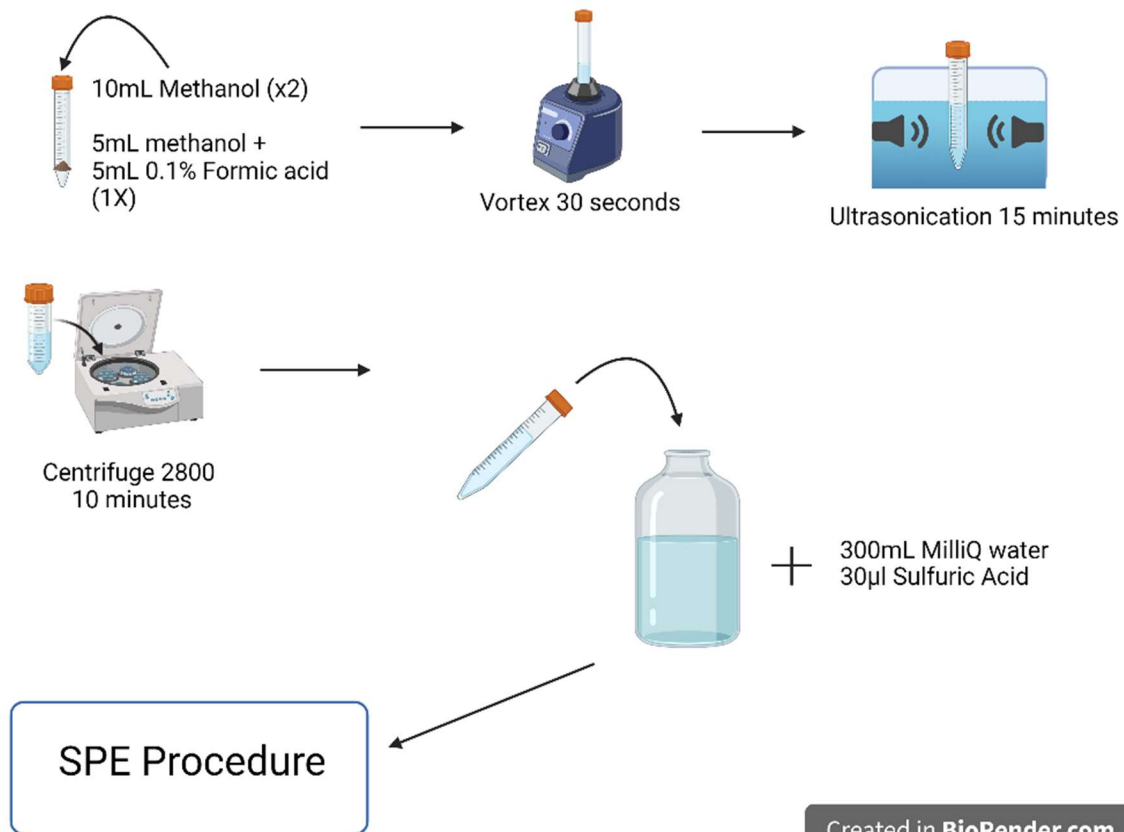 10mL Methanol (x2)
5mL methanol +
5mL 0.1% Formic acid
(1X)
Vortex 30 seconds
Ultrasonication 15 minutes
Centrifuge 2800
10 minutes
300mL MilliQ water
30µl Sulfuric Acid
SPE Procedure
Created in BioRender.com